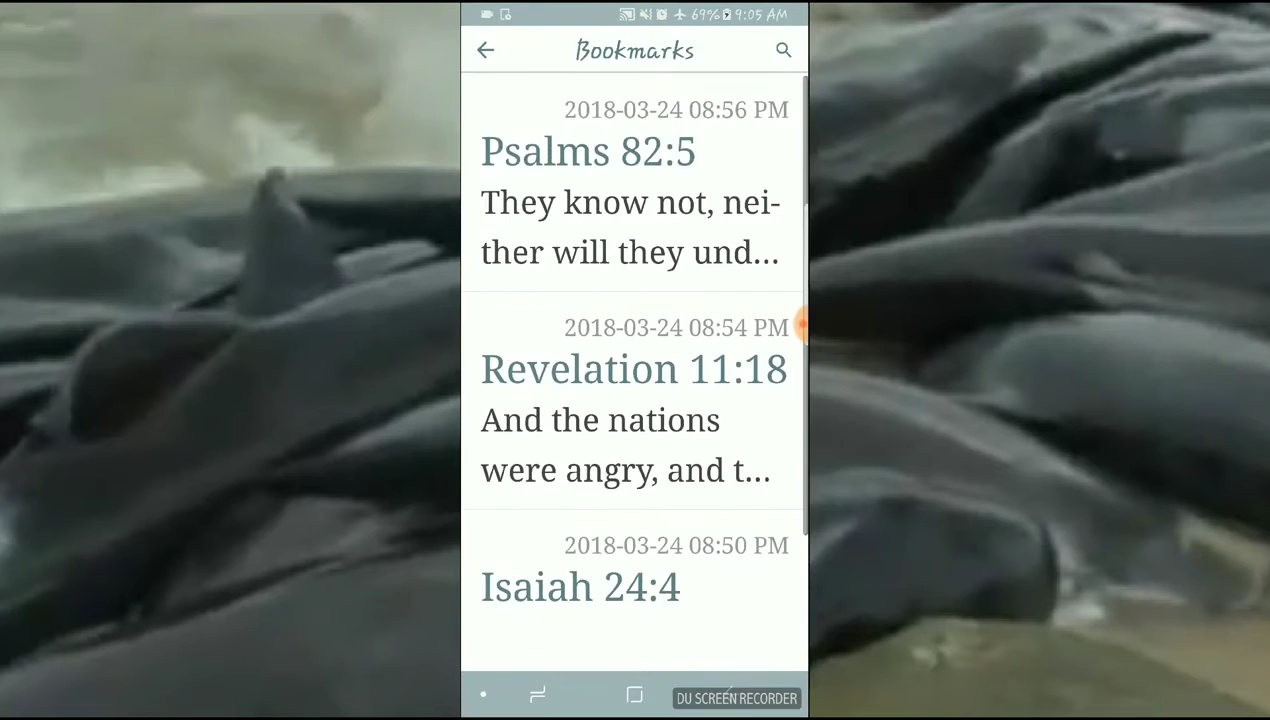 69% 9:05 AM
Bookmarks
2018-03-24 08:56 PM
Psalms 82:5
They know not, nei-
ther will they und...
2018-03-24 08:54 PM
Revelation 11:18
And the nations
were angry, and t...
2018-03-24 08:50 PM
Isaiah 24:4
DU SCREEN RECORDER